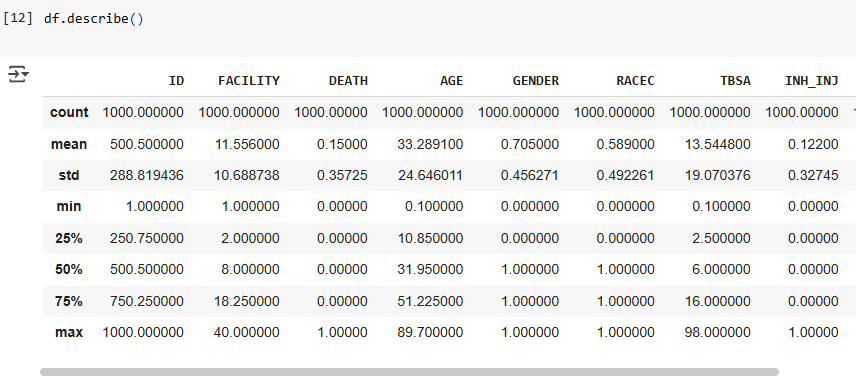 [12] df.describe()
ID FACILITY DEATH AGE GENDER RACEC TBSA INH_INJ
count 1000.000000 1000.000000 1000.00000 1000.000000 1000.000000 1000.000000 1000.000000 1000.00000
mean 500.500000 11.556000 0.15000 33.289100 0.705000 0.589000 13.544800 0.12200
std 288.819436 10.688738 0.35725 24.646011 0.456271 0.492261 19.070376 0.32745
min 1.000000 1.000000 0.00000 0.100000 0.000000 0.000000 0.100000 0.00000
25% 250.750000 2.000000 0.00000 10.850000 0.000000 0.000000 2.500000 0.00000
50% 500.500000 8.000000 0.00000 31.950000 1.000000 1.000000 6.000000 0.00000
75% 750.250000 18.250000 0.00000 51.225000 1.000000 1.000000 16.000000 0.00000
max 1000.000000 40.000000 1.00000 89.700000 1.000000 1.000000 98.000000 1.00000